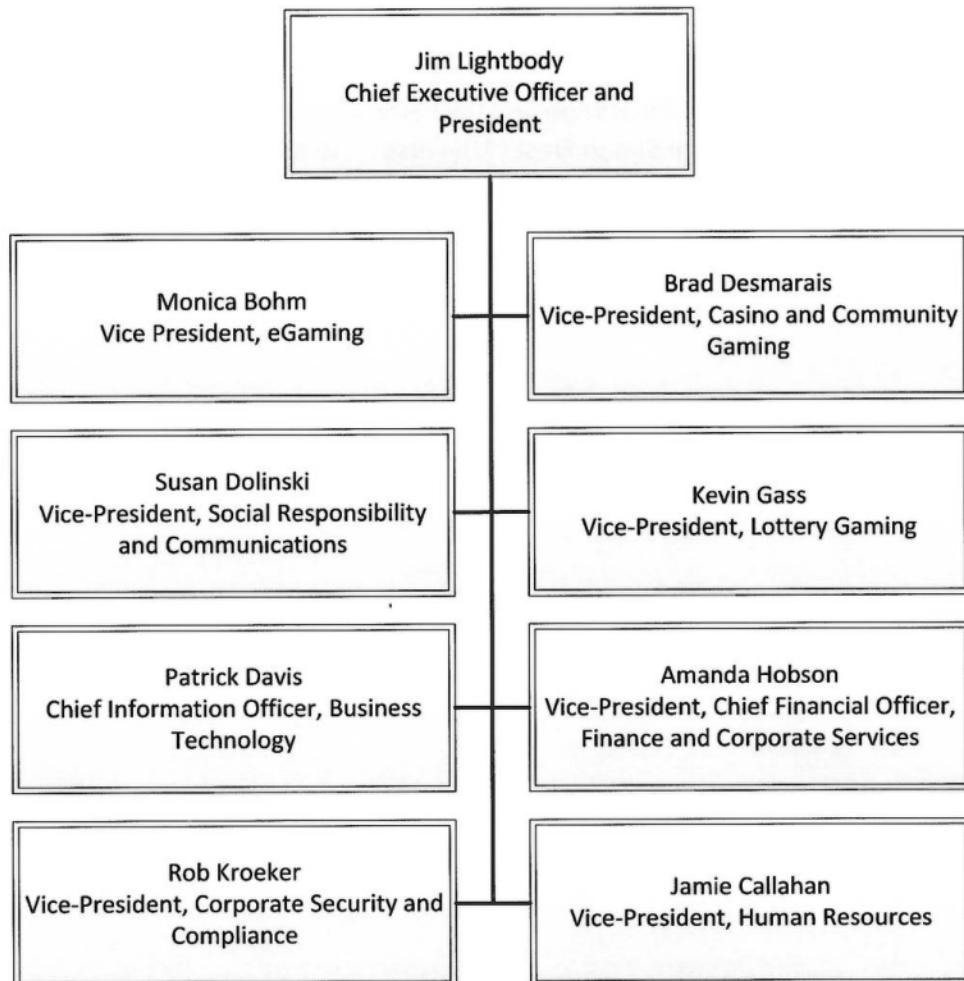 Jim Lightbody
Chief Executive Officer and
President
Monica Bohm
Vice President, eGaming
Brad Desmarais
Vice-President, Casino and Community
Gaming
Susan Dolinski
Vice-President, Social Responsibility
and Communications
Kevin Gass
Vice-President, Lottery Gaming
Patrick Davis
Chief Information Officer, Business
Technology
Amanda Hobson
Vice-President, Chief Financial Officer,
Finance and Corporate Services
Rob Kroeker
Vice-President, Corporate Security and
Compliance
Jamie Callahan
Vice-President, Human Resources